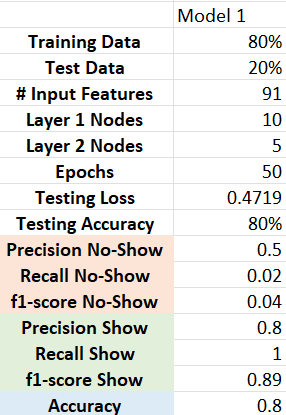 Model 1
Training Data 80%
Test Data 20%
# Input Features 91
Layer 1 Nodes 10
Layer 2 Nodes 5
Epochs 50
Testing Loss 0.4719
Testing Accuracy 80%
Precision No-Show 0.5
Recall No-Show 0.02
f1-score No-Show 0.04
Precision Show 0.8
Recall Show 1
f1-score Show 0.89
Accuracy 0.8